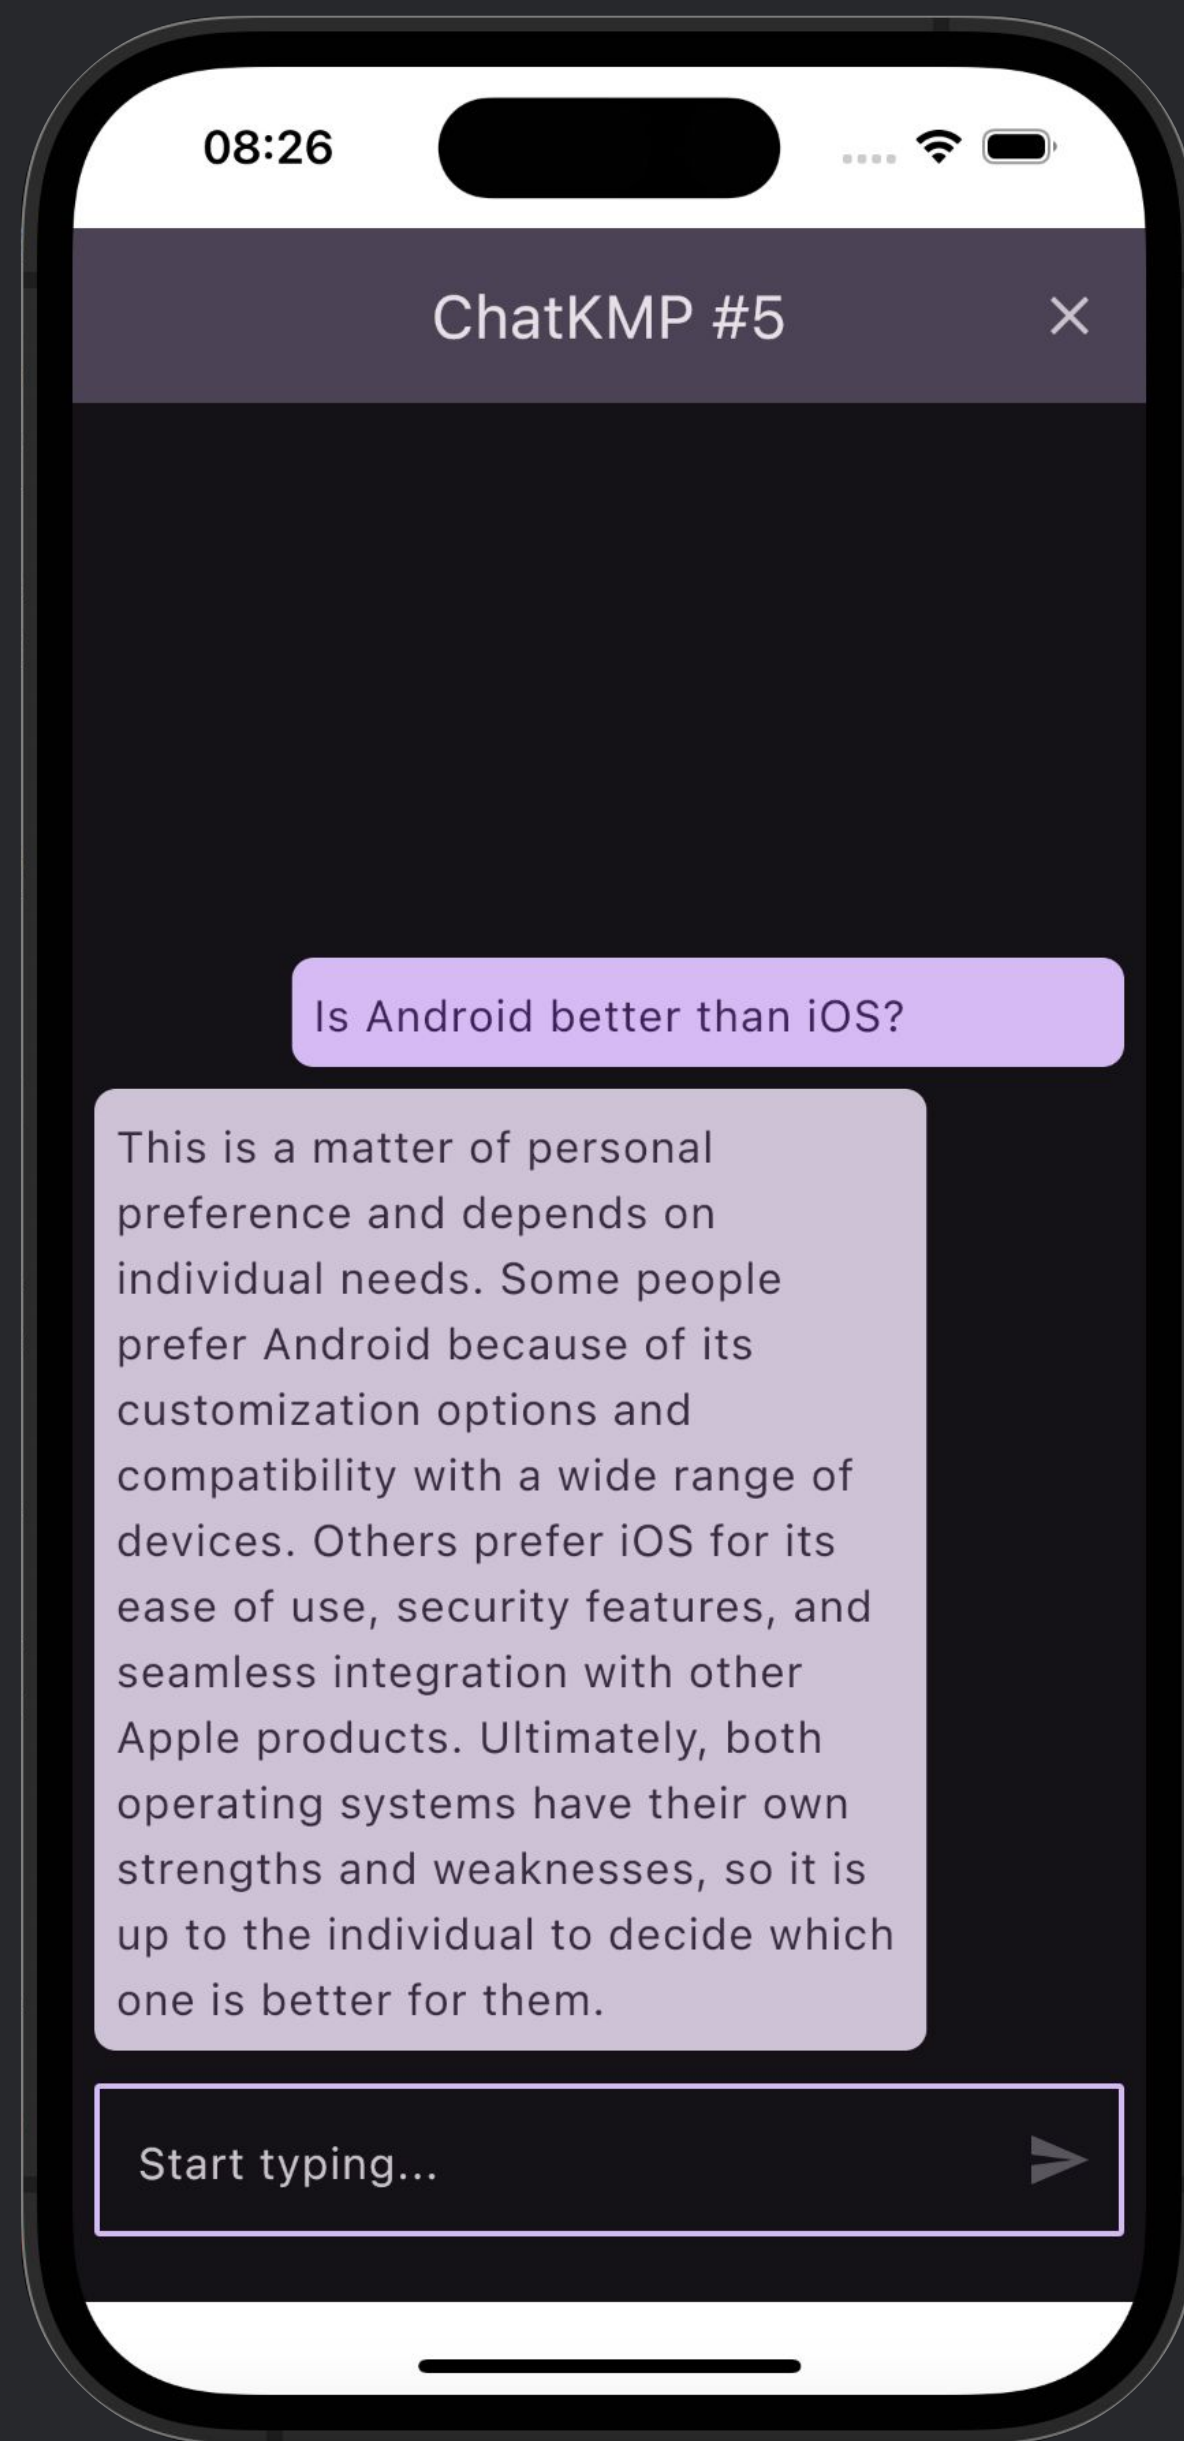 08:26
ChatKMP #5
Is Android better than iOS?
This is a matter of personal
preference and depends on
individual needs. Some people
prefer Android because of its
customization options and
compatibility with a wide range of
devices. Others prefer iOS for its
ease of use, security features, and
seamless integration with other
Apple products. Ultimately, both
operating systems have their own
strengths and weaknesses, so it is
up to the individual to decide which
one is better for them.
Start typing...